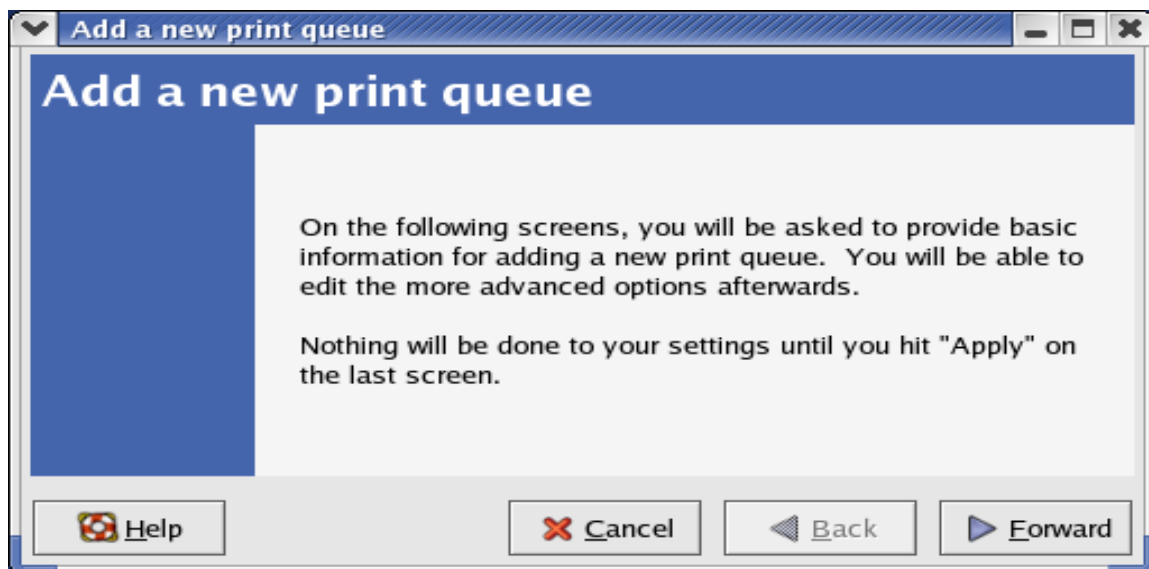 Add a new print queue
Add a new print queue
On the following screens, you will be asked to provide basic
information for adding a new print queue.  You will be able to
edit the more advanced options afterwards.
Nothing will be done to your settings until you hit "Apply" on
the last screen.
Help
Cancel
Back
Forward